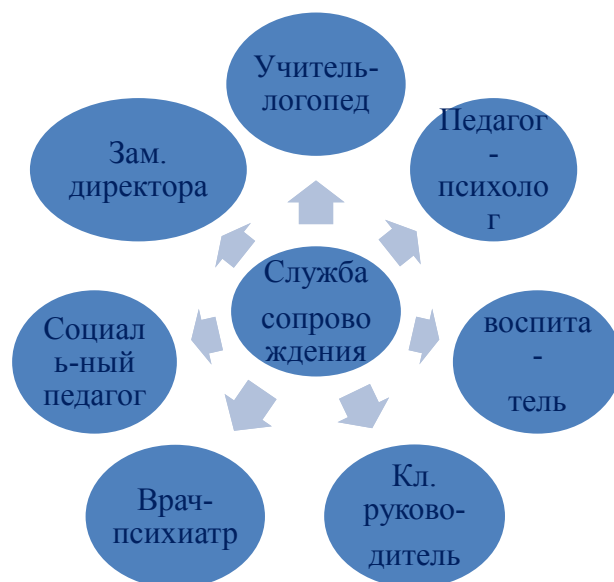 Учитель-
логопед
Педагог
-
психоло
г
Зам.
директора
Служба
сопрово
ждения
Социал
ь-ный
педагог
воспита
-
тель
Врач-
психиатр
Кл.
руково-
дитель